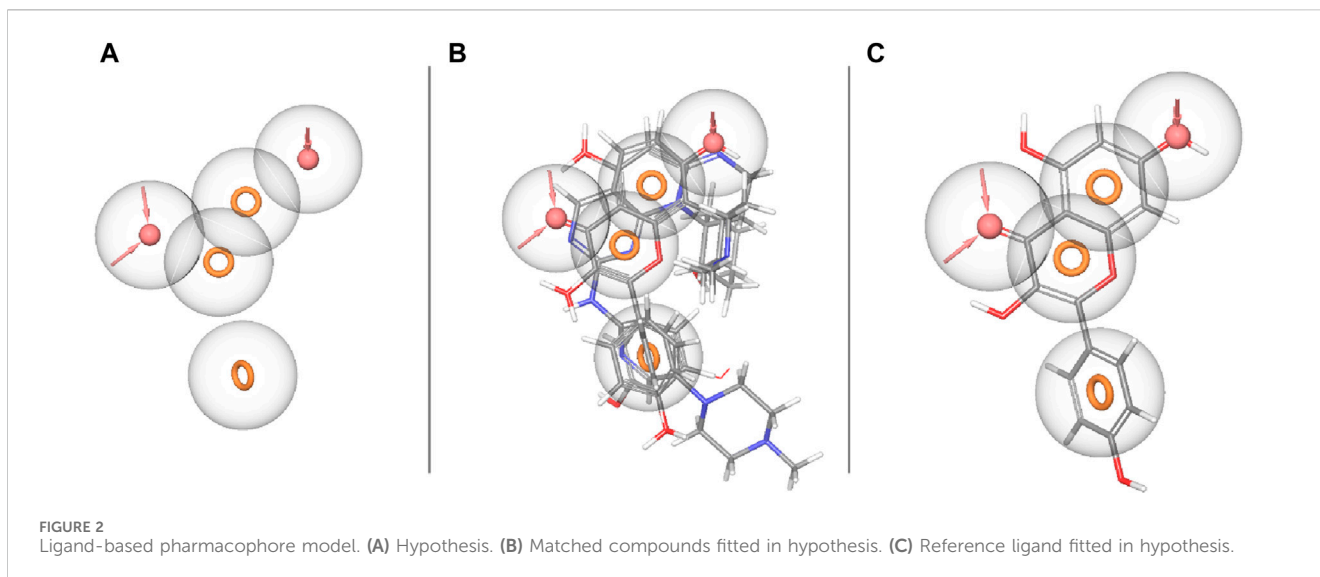 A
B
C
FIGURE 2
Ligand-based pharmacophore model. (A) Hypothesis. (B) Matched compounds fitted in hypothesis. (C) Reference ligand fitted in hypothesis.